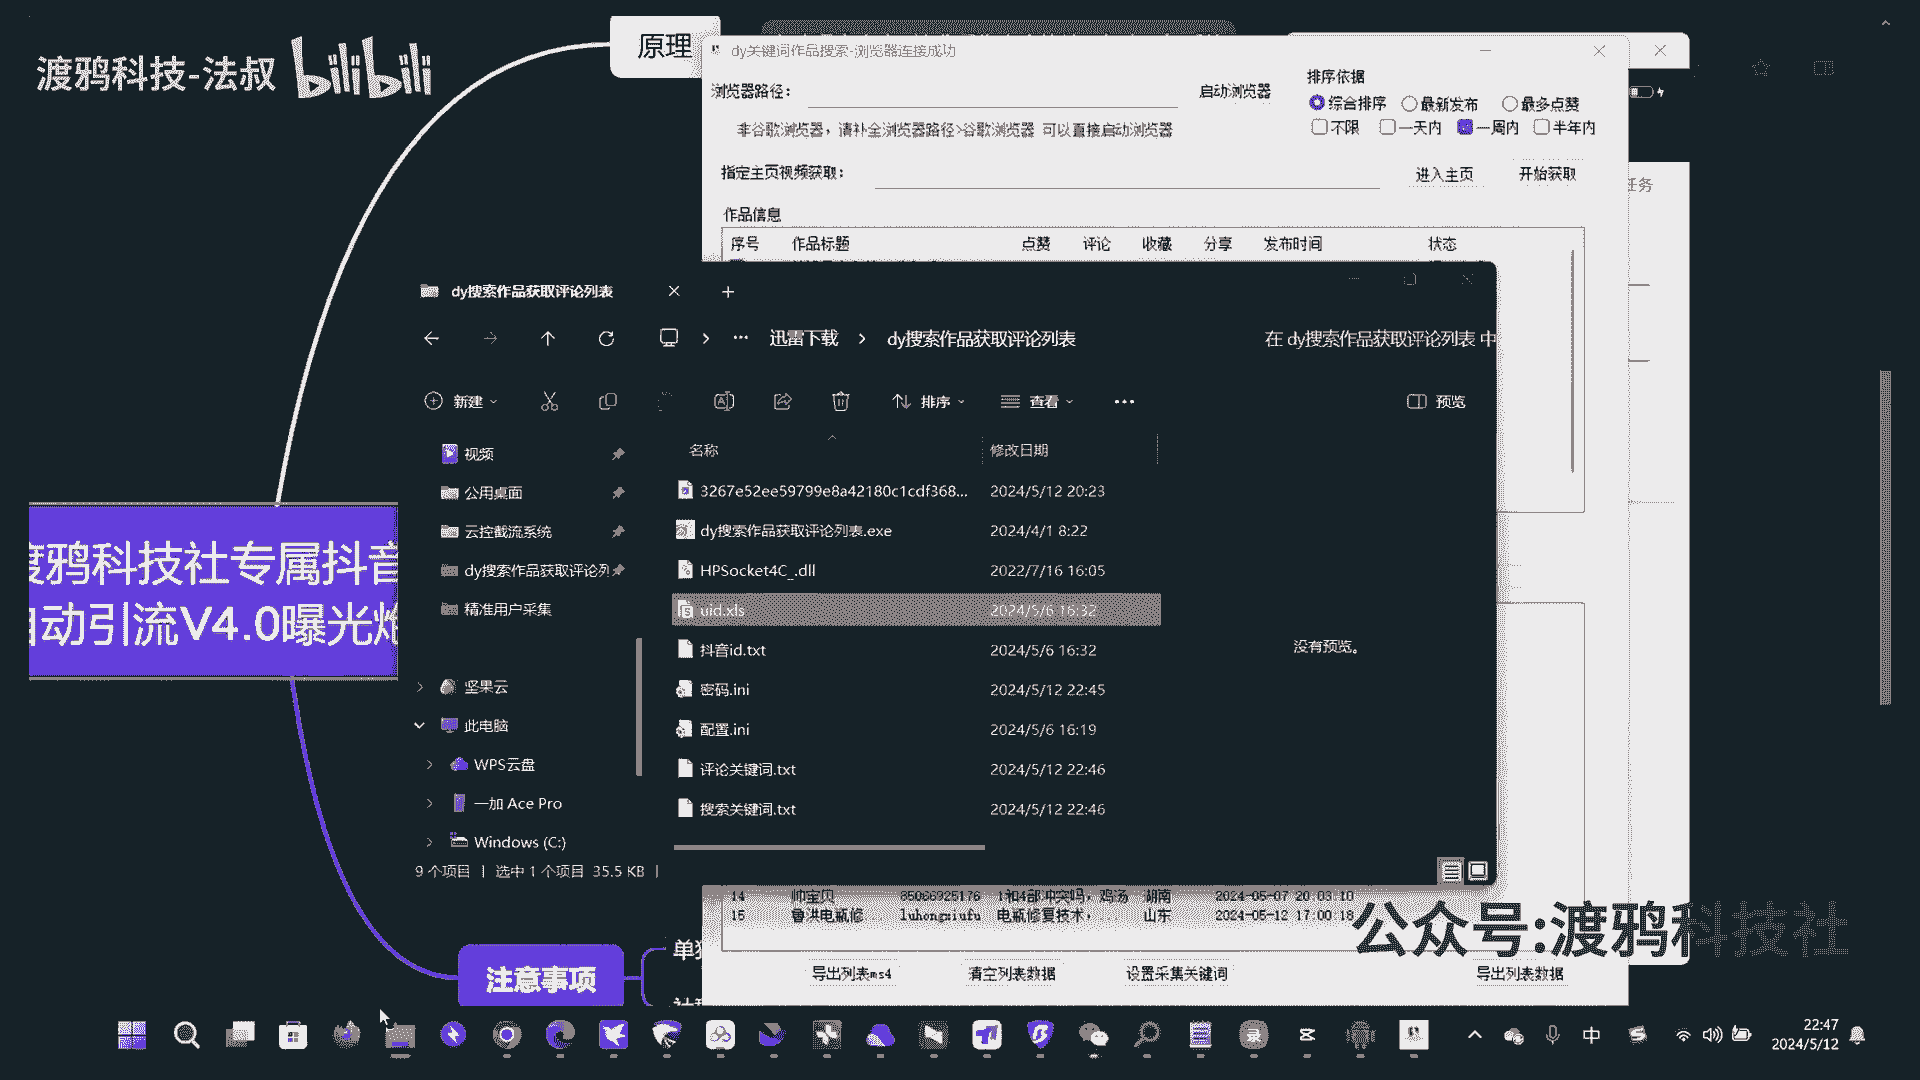 渡鸦科技-法叔 bilibili
原理
dy关键词作品搜索-浏览器连接成功
浏览器路径：
启动浏览器
非谷歌浏览器，请补全浏览器路径>谷歌浏览器 可以直接启动浏览器
排序依据
综合排序 最新发布 最多点赞
不限 一天内 一周内 半年内
指定主页视频获取：
进入主页 开始获取
任务
作品信息
序号 作品标题 点赞 评论 收藏 分享 发布时间 状态
dy搜索作品获取评论列表
迅雷下载 dy搜索作品获取评论列表
在 dy搜索作品获取评论列表 中
新建 排序 查看 预览
名称 修改日期
视频
公用桌面
云控截流系统
dy搜索作品获取评论列
精准用户采集
坚果云
此电脑
WPS云盘
一加 Ace Pro
Windows (C:)
3267e52ee59799e8a42180c1cdf368... 2024/5/12 20:23
dy搜索作品获取评论列表.exe 2024/4/1 8:22
HPSocket4C_.dll 2022/7/16 16:05
uid.xls 2024/5/6 16:32
抖音id.txt 2024/5/6 16:32
密码.ini 2024/5/12 22:45
配置.ini 2024/5/6 16:19
评论关键词.txt 2024/5/12 22:46
搜索关键词.txt 2024/5/12 22:46
没有预览。
9 个项目 | 选中 1 个项目 35.5 KB |
渡鸦科技社专属抖音
自动引流V4.0曝光炮
14 帅宝贝 85066925176 1和4部冲突吗，鸡汤 湖南 2024-05-07 20:03:10
15 鲁洪电瓶修... luhongxiufu 电瓶修复技术，... 山东 2024-05-12 17:00:18
公众号:渡鸦科技社
注意事项
导出列表ms4 清空列表数据 设置采集关键词 导出列表数据
中
22:47
2024/5/12